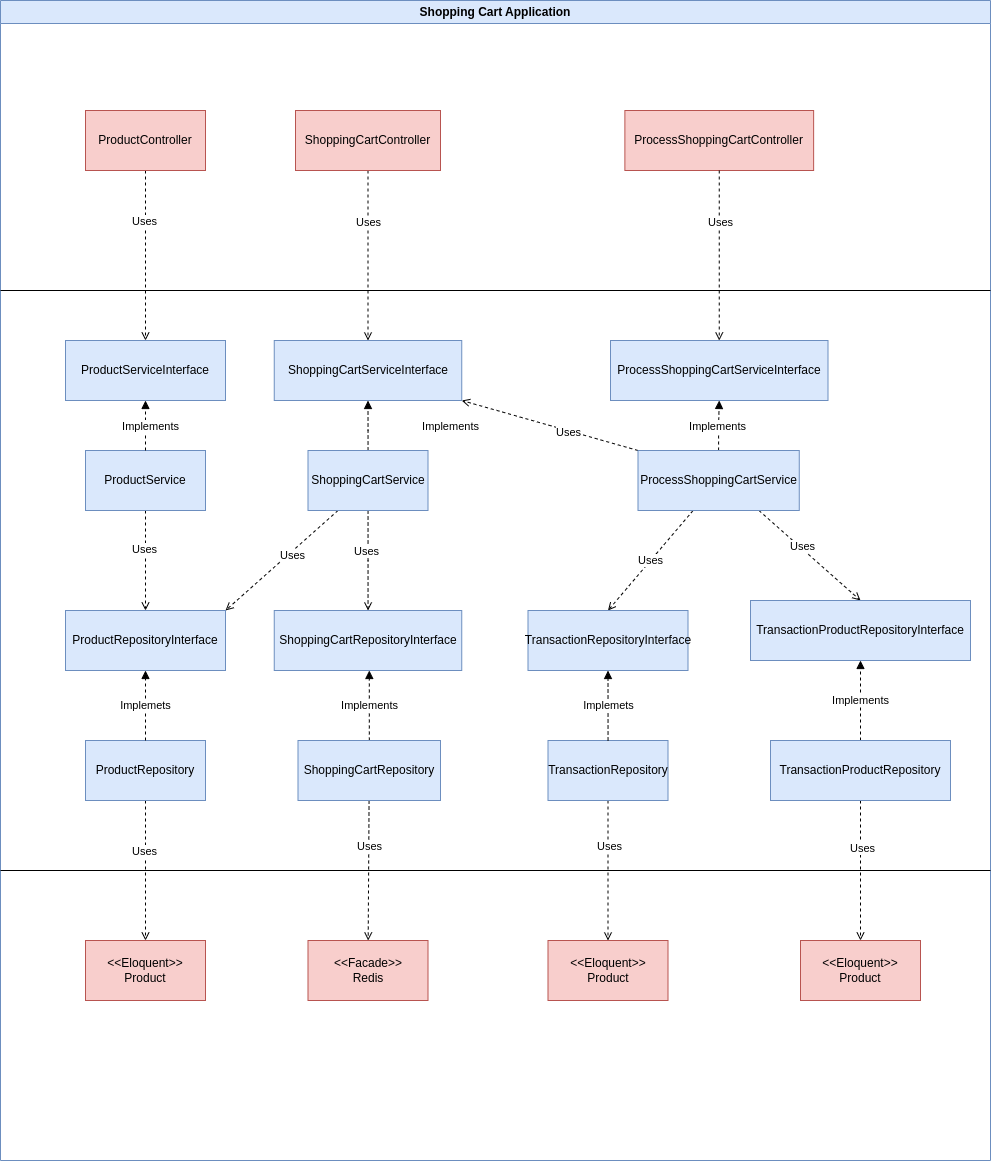 Shopping Cart Application
ProductController
ShoppingCartController
ProcessShoppingCartController
Uses
Uses
Uses
ProductServiceInterface
ShoppingCartServiceInterface
ProcessShoppingCartServiceInterface
Implements
Implements
Uses
Implements
ProductService
ShoppingCartService
ProcessShoppingCartService
Uses
Uses
Uses
Uses
Uses
ProductRepositoryInterface
ShoppingCartRepositoryInterface
TransactionRepositoryInterface
TransactionProductRepositoryInterface
Implemets
Implements
Implemets
Implements
ProductRepository
ShoppingCartRepository
TransactionRepository
TransactionProductRepository
Uses
Uses
Uses
Uses
<<Eloquent>>
Product
<<Facade>>
Redis
<<Eloquent>>
Product
<<Eloquent>>
Product